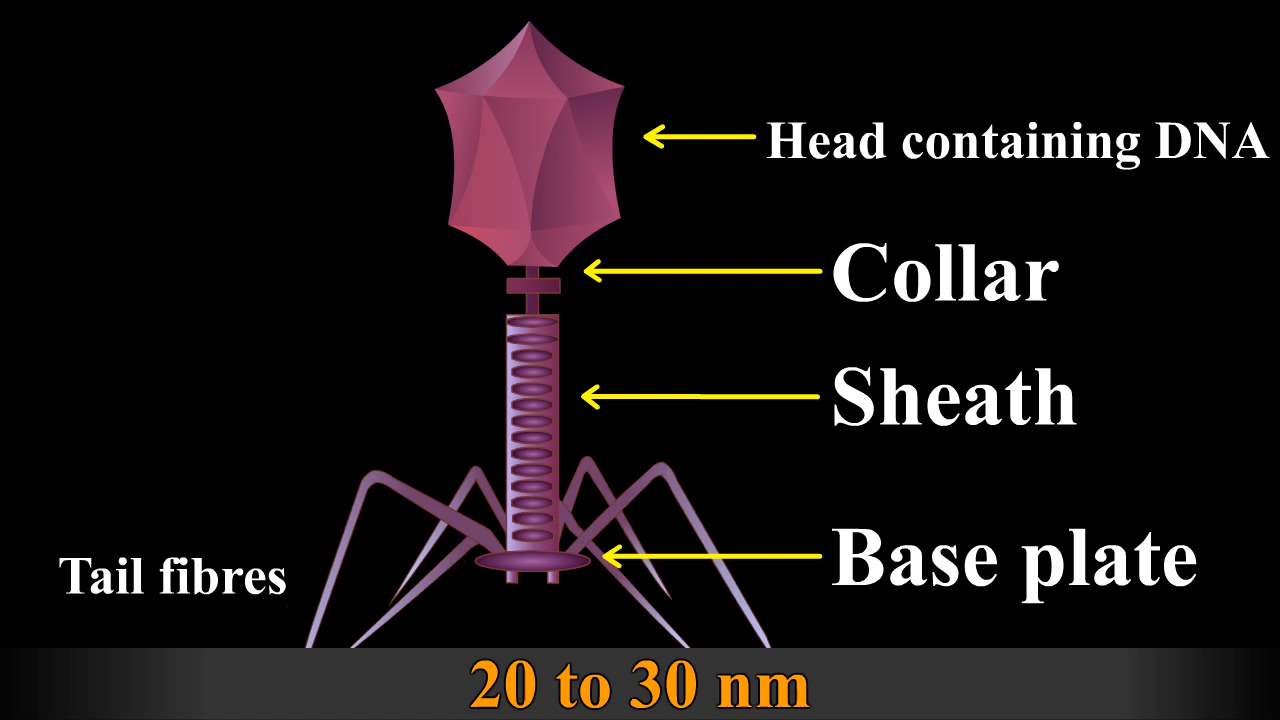 Head containing DNA
Collar
Sheath
Base plate
Tail fibres
20 to 30 nm